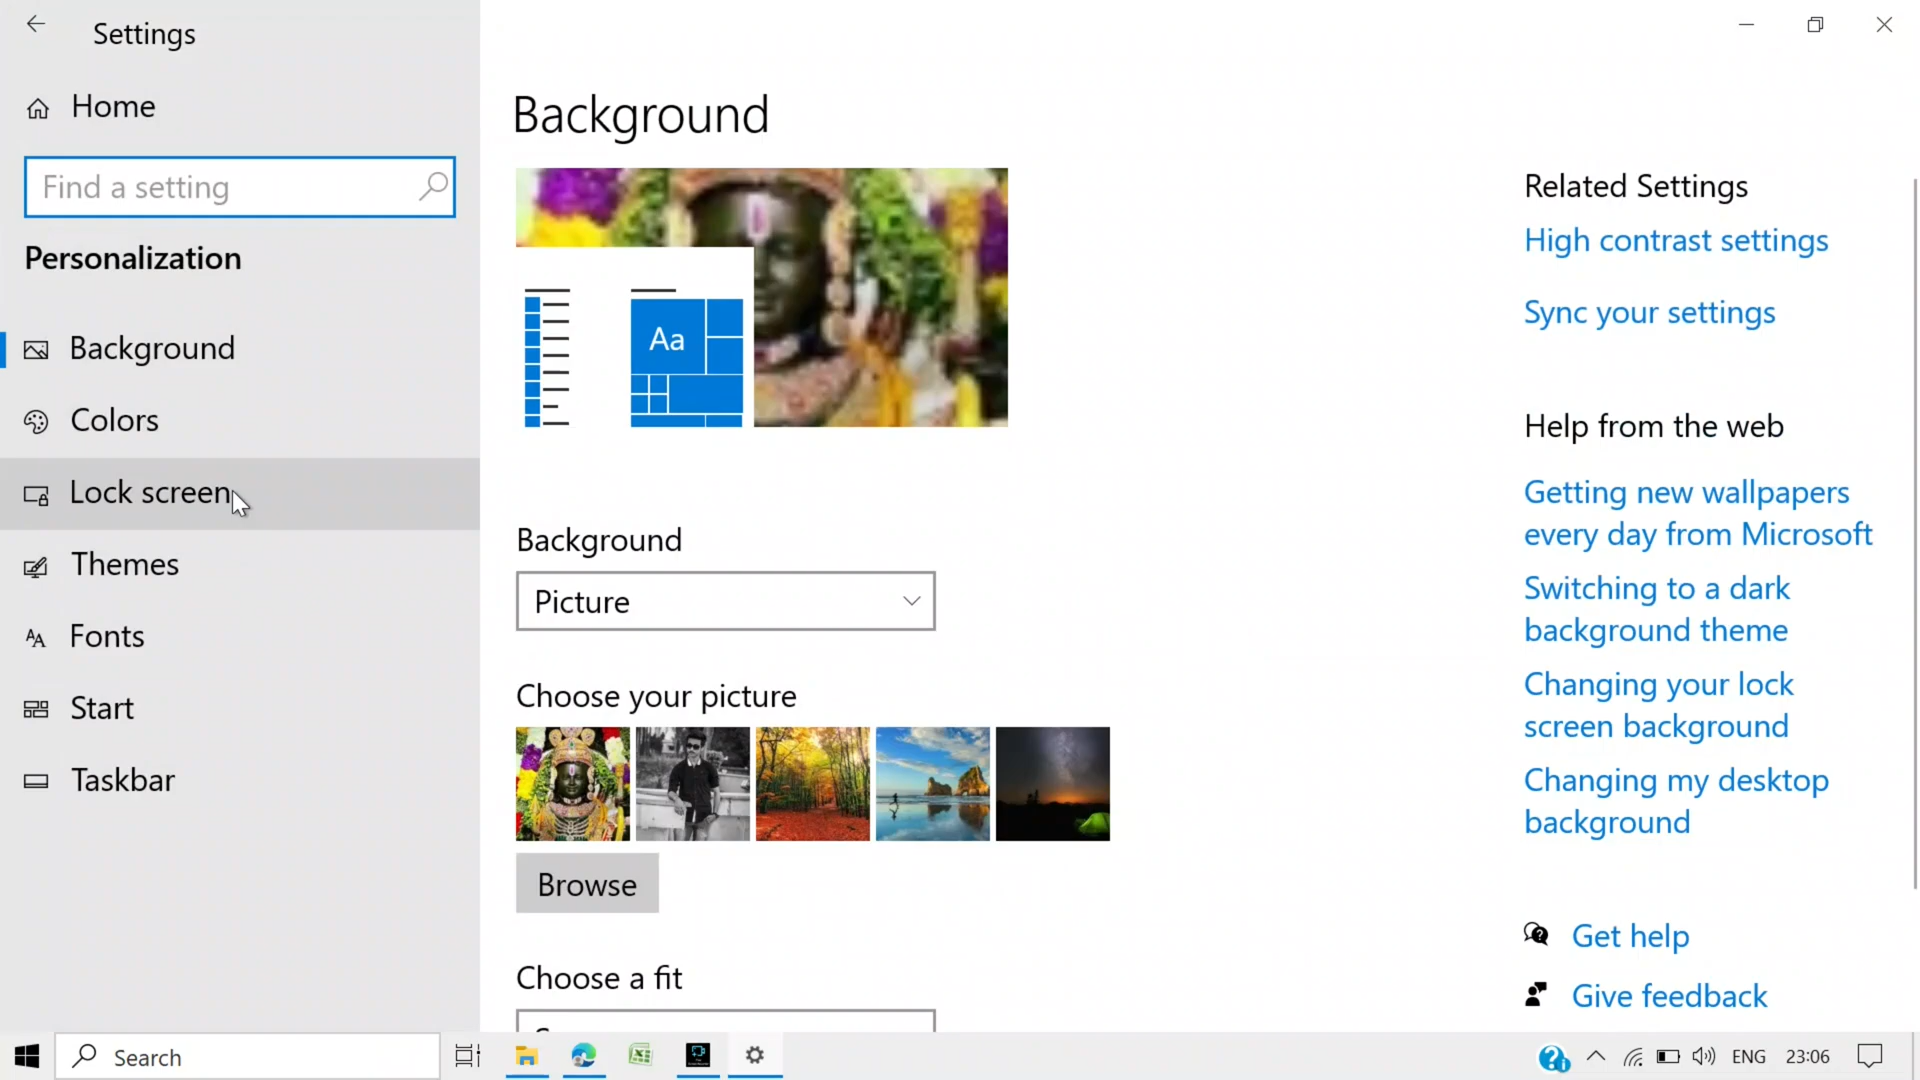 Settings
Home
Find a setting
Personalization
Background
Colors
Lock screen
Themes
Fonts
Start
Taskbar
Background
Aa
Background
Picture
Choose your picture
Browse
Choose a fit
Related Settings
High contrast settings
Sync your settings
Help from the web
Getting new wallpapers
every day from Microsoft
Switching to a dark
background theme
Changing your lock
screen background
Changing my desktop
background
Get help
Give feedback
Search
ENG
23:06